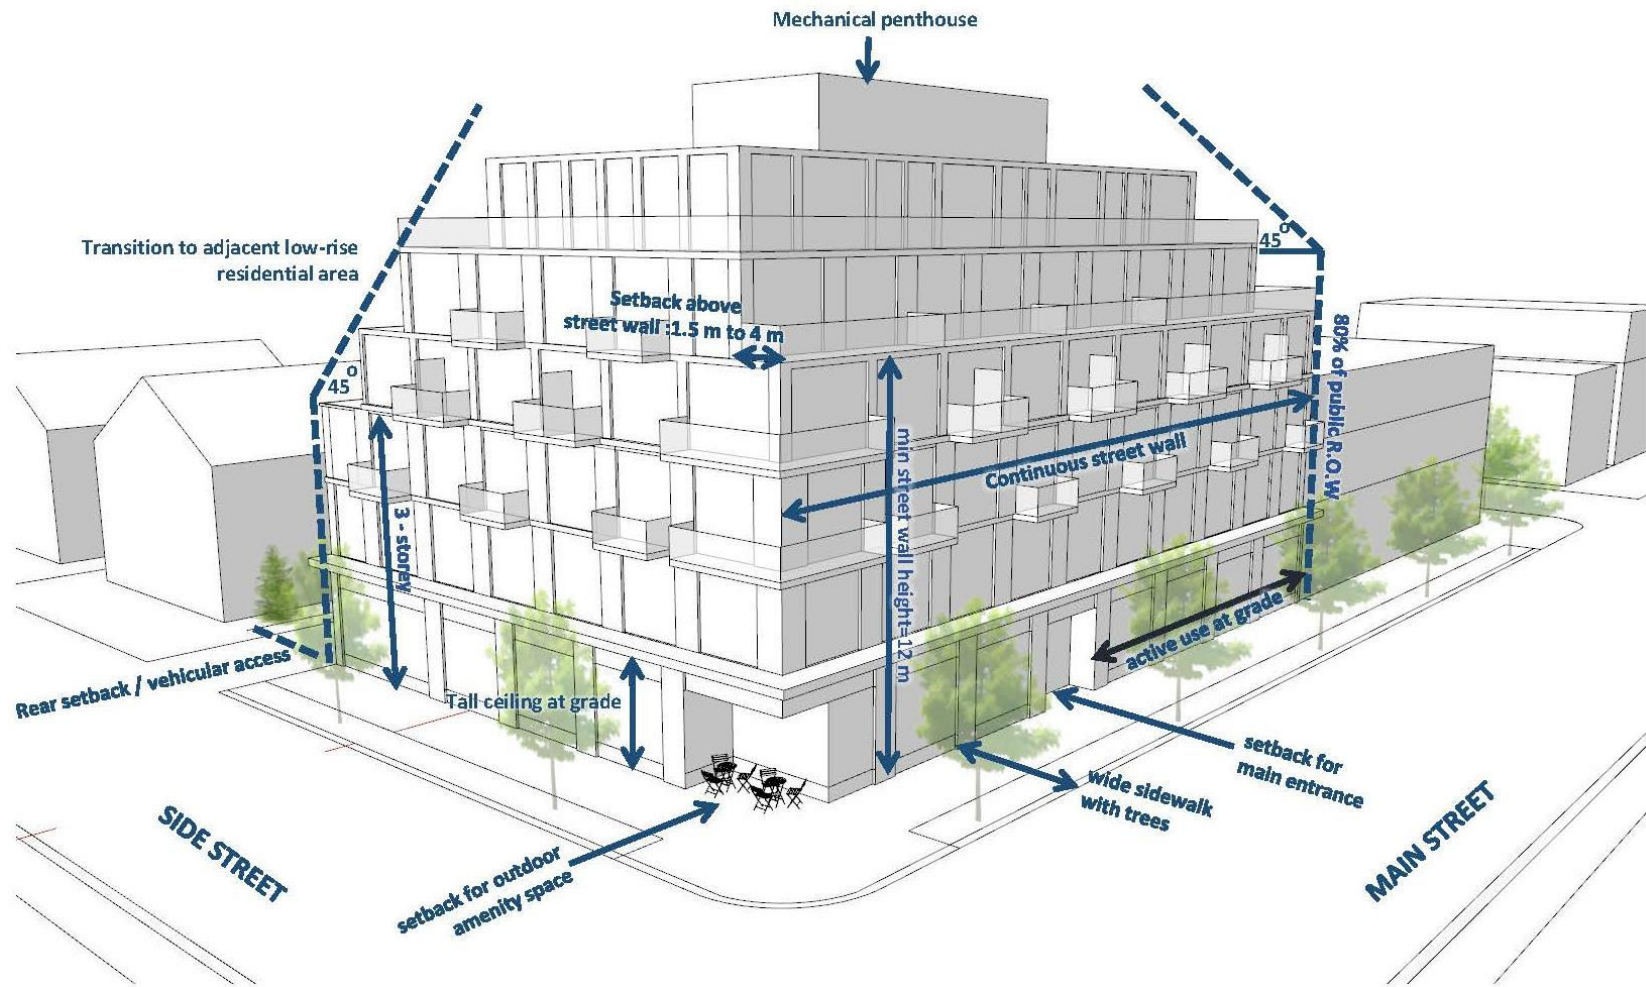 Mechanical penthouse
Transition to adjacent low-rise
residential area
45°
Setback above
street wall :1.5 m to 4 m
45°
80% of public R.O.W
3 - storey
min street wall height=12 m
Continuous street wall
active use at grade
Rear setback / vehicular access
Tall ceiling at grade
setback for
main entrance
wide sidewalk
with trees
SIDE STREET
MAIN STREET
setback for outdoor
amenity space